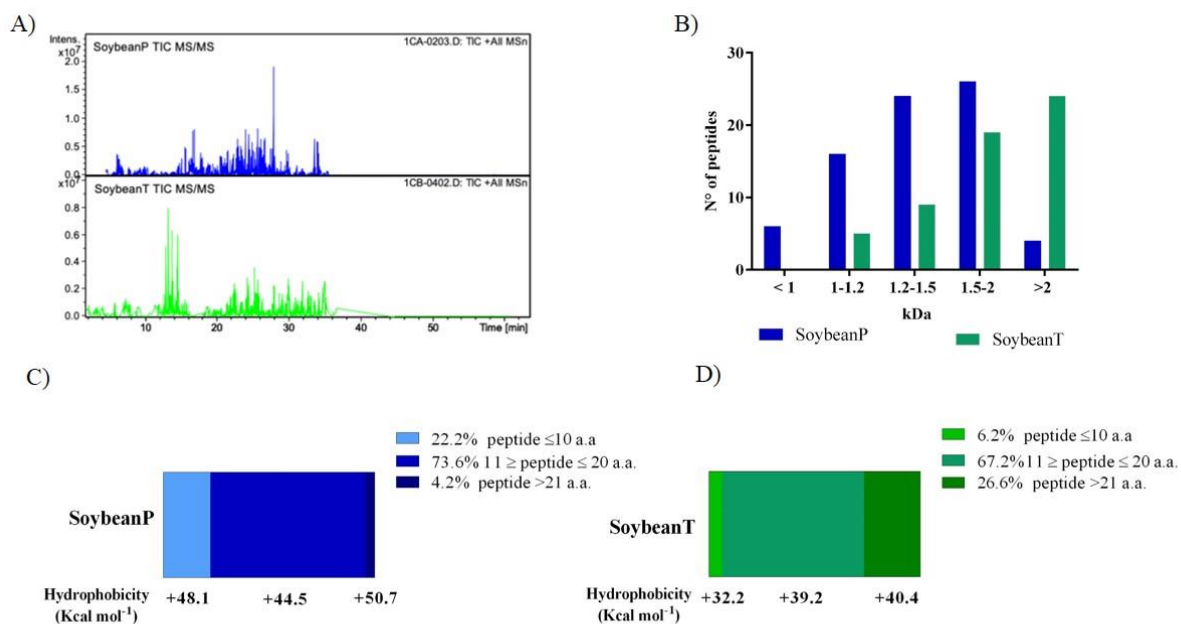 A)
Intens.
x10⁷
SoybeanP TIC MS/MS
1CA-0203.D: TIC +All MSn
2.0
1.5
1.0
0.5
0.0
x10⁷
SoybeanT TIC MS/MS
1CB-0402.D: TIC +All MSn
0.8
0.6
0.4
0.2
0.0
10 20 30 40 50 Time [min]
B)
N° of peptides
30
20
10
0
< 1 1-1.2 1.2-1.5 1.5-2 >2
kDa
SoybeanP SoybeanT
C)
22.2% peptide ≤10 a.a
73.6% 11 ≥ peptide ≤ 20 a.a.
4.2% peptide >21 a.a.
SoybeanP
Hydrophobicity
(Kcal mol⁻¹)
+48.1 +44.5 +50.7
D)
6.2% peptide ≤10 a.a
67.2% 11 ≥ peptide ≤ 20 a.a.
26.6% peptide >21 a.a.
SoybeanT
Hydrophobicity
(Kcal mol⁻¹)
+32.2 +39.2 +40.4